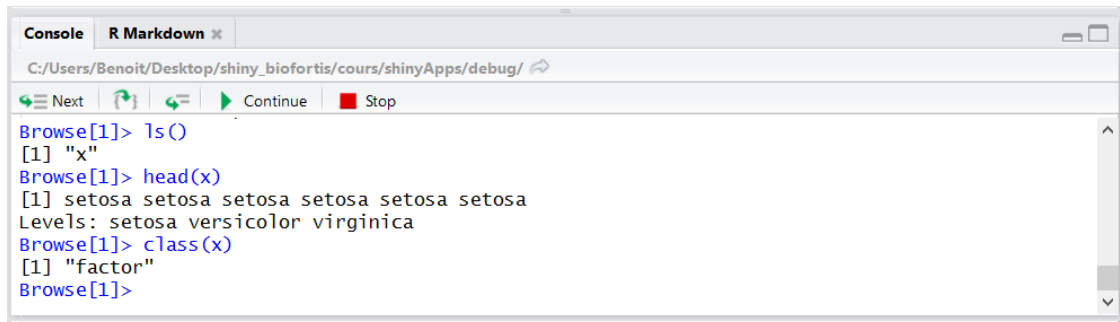 Console R Markdown
C:/Users/Benoit/Desktop/shiny_biofortis/cours/shinyApps/debug/
Next Continue Stop
Browse[1]> ls()
[1] "x"
Browse[1]> head(x)
[1] setosa setosa setosa setosa setosa setosa
Levels: setosa versicolor virginica
Browse[1]> class(x)
[1] "factor"
Browse[1]>